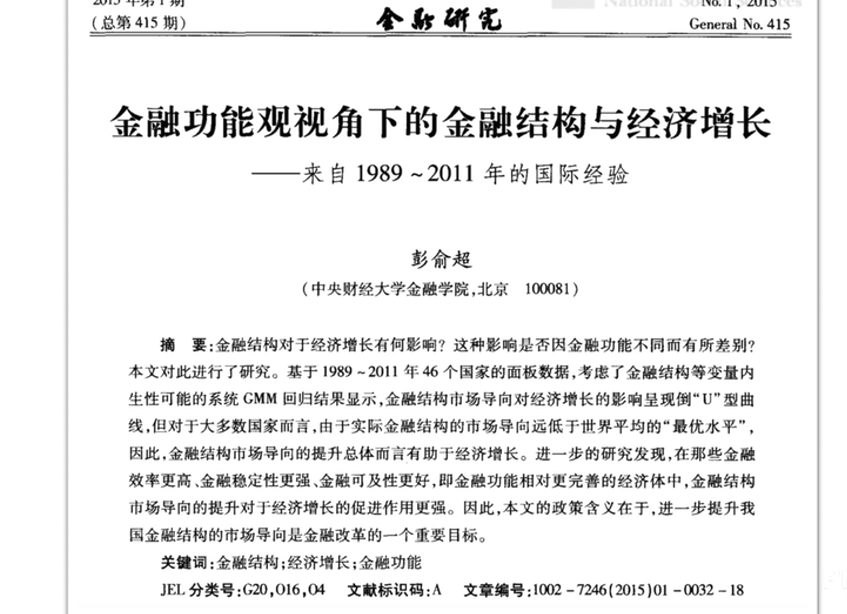 2015 年第 1 期
No. 1, 2015
(总第 415 期)
金融研究
General No. 415
金融功能观视角下的金融结构与经济增长
——来自 1989 ~ 2011 年的国际经验
彭俞超
(中央财经大学金融学院,北京 100081)
摘 要:金融结构对于经济增长有何影响? 这种影响是否因金融功能不同而有所差别?
本文对此进行了研究。基于 1989 ~ 2011 年 46 个国家的面板数据,考虑了金融结构等变量内
生性可能的系统 GMM 回归结果显示,金融结构市场导向对经济增长的影响呈现倒“U”型曲
线,但对于大多数国家而言,由于实际金融结构的市场导向远低于世界平均的“最优水平”,
因此,金融结构市场导向的提升总体而言有助于经济增长。进一步的研究发现,在那些金融
效率更高、金融稳定性更强、金融可及性更好,即金融功能相对更完善的经济体中,金融结构
市场导向的提升对于经济增长的促进作用更强。因此,本文的政策含义在于,进一步提升我
国金融结构的市场导向是金融改革的一个重要目标。
关键词:金融结构;经济增长;金融功能
JEL 分类号:G20,O16,O4 文献标识码:A 文章编号:1002 - 7246(2015)01 - 0032 - 18